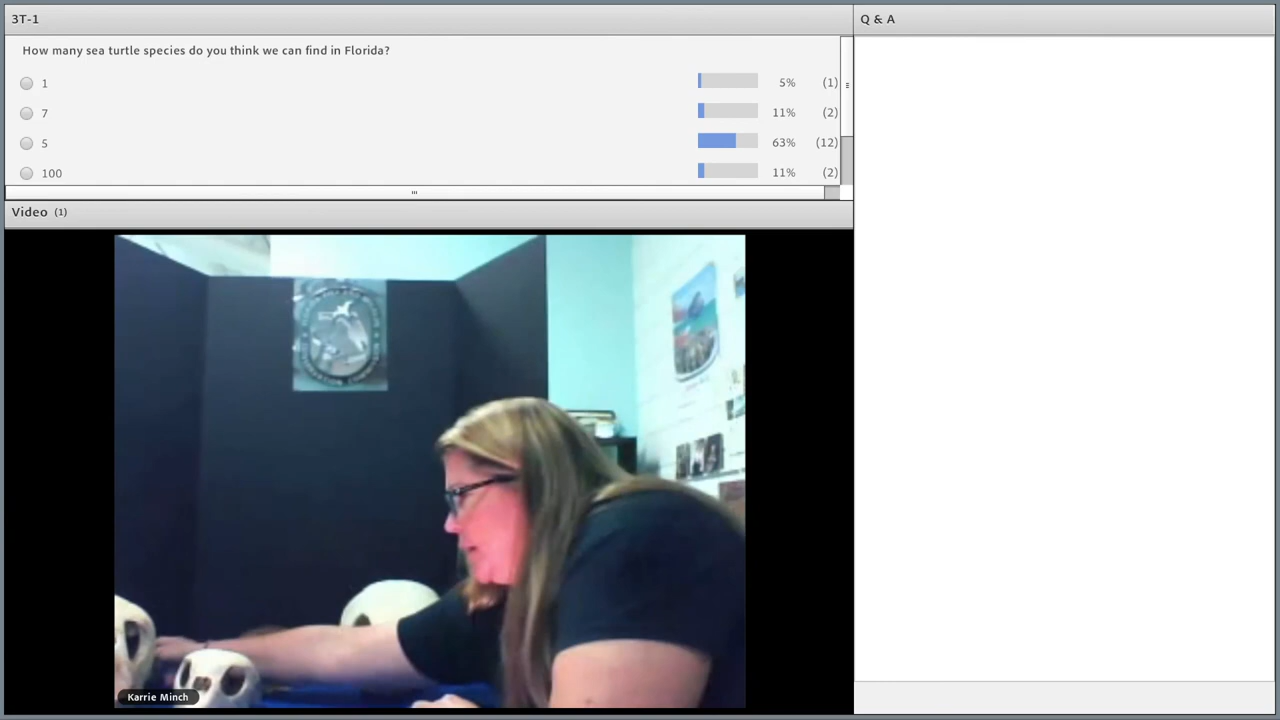 3T-1
Q & A
How many sea turtle species do you think we can find in Florida?
1 5% (1)
7 11% (2)
5 63% (12)
100 11% (2)
Video (1)
Karrie Minch